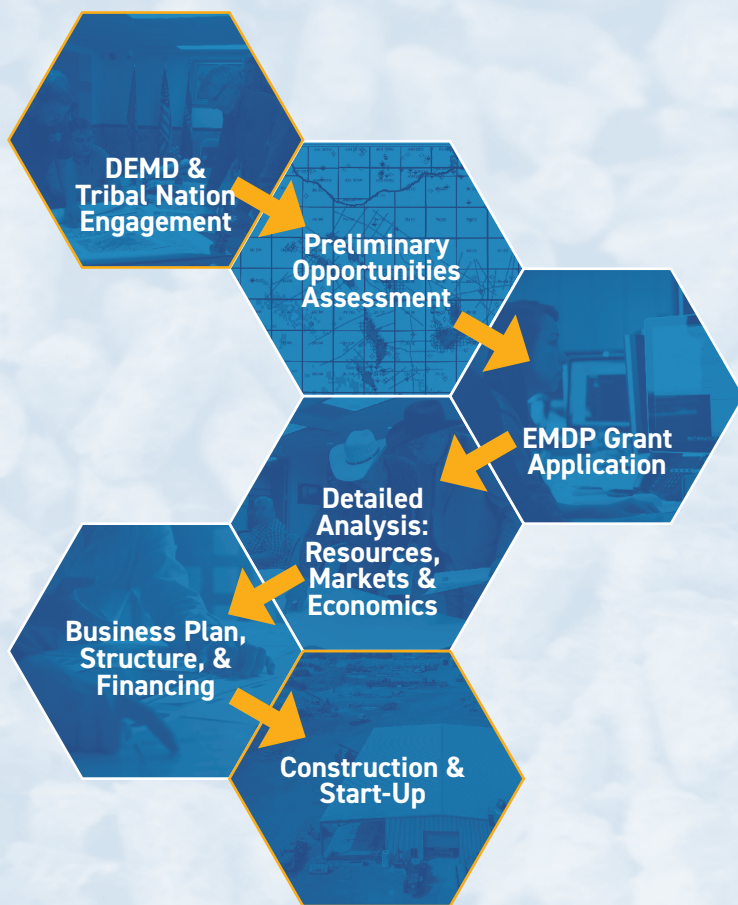 DEMD &
Tribal Nation
Engagement
Preliminary
Opportunities
Assessment
EMDP Grant
Application
Detailed
Analysis:
Resources,
Markets &
Economics
Business Plan,
Structure, &
Financing
Construction &
Start-Up